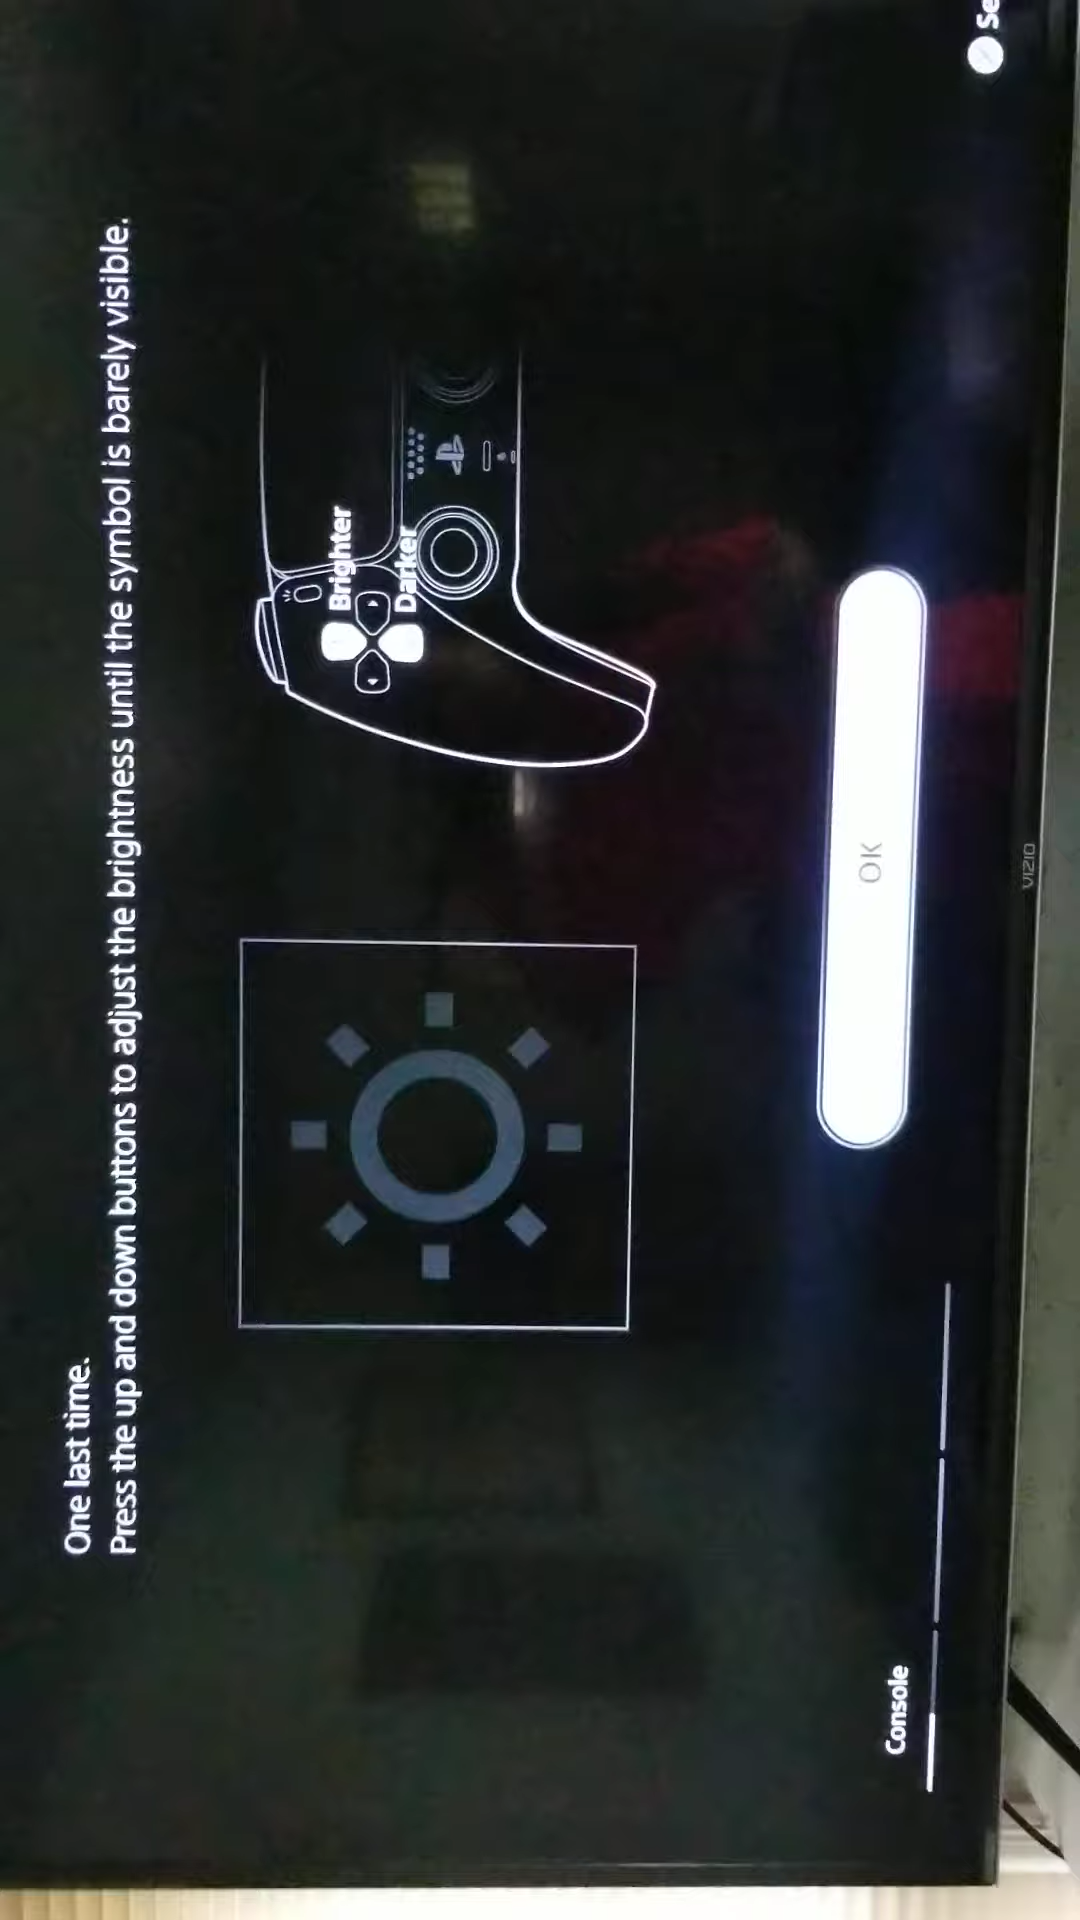 One last time.
Press the up and down buttons to adjust the brightness until the symbol is barely visible.
Brighter
Darker
OK
Console
VIZIO